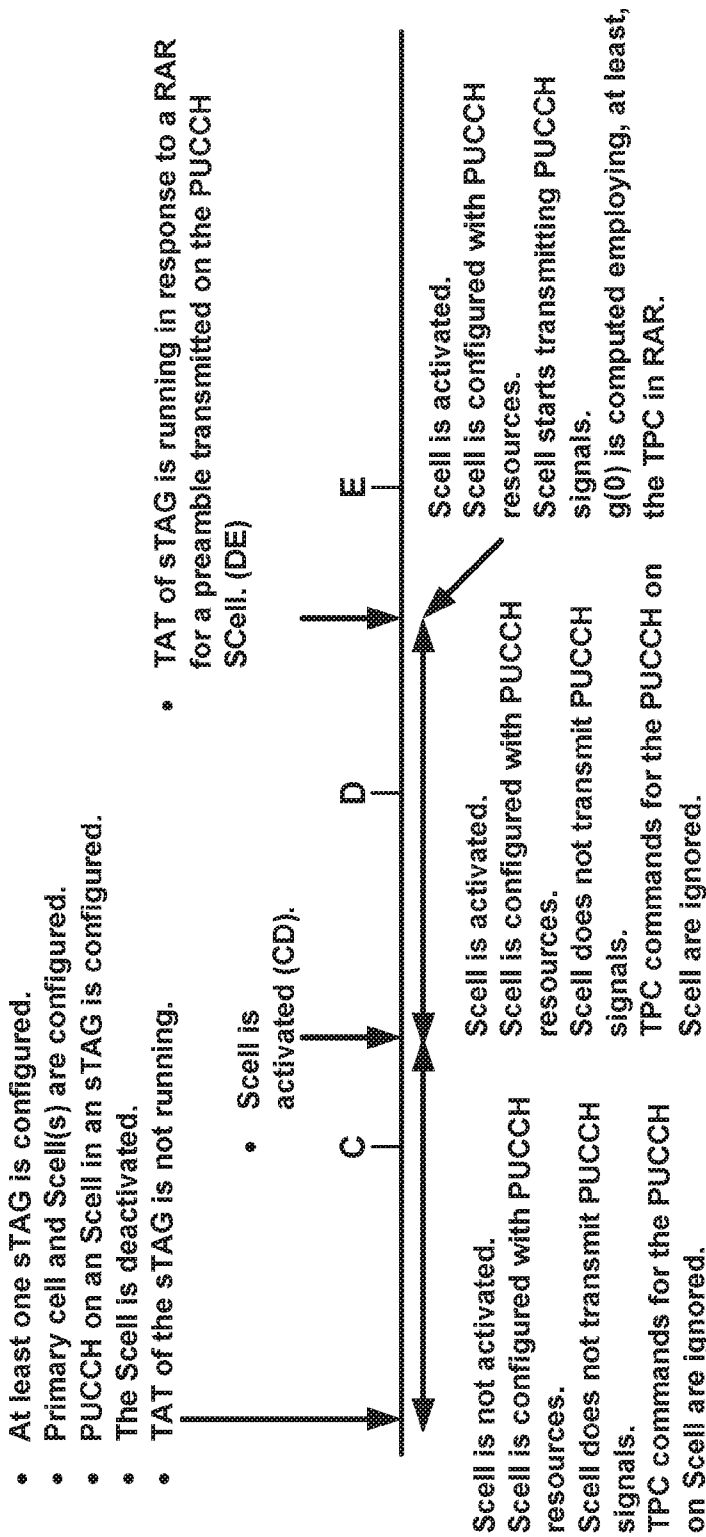 • At least one sTAG is configured.
• Primary cell and Scell(s) are configured.
• PUCCH on an Scell in an sTAG is configured.
• The Scell is deactivated.
• TAT of the sTAG is not running.
• Scell is
activated (CD).
• TAT of sTAG is running in response to a RAR
for a preamble transmitted on the PUCCH
SCell. (DE)
C
D
E
Scell is not activated.
Scell is configured with PUCCH
resources.
Scell does not transmit PUCCH
signals.
TPC commands for the PUCCH
on Scell are ignored.
Scell is activated.
Scell is configured with PUCCH
resources.
Scell does not transmit PUCCH
signals.
TPC commands for the PUCCH on
Scell are ignored.
Scell is activated.
Scell is configured with PUCCH
resources.
Scell starts transmitting PUCCH
signals.
g(0) is computed employing, at least,
the TPC in RAR.